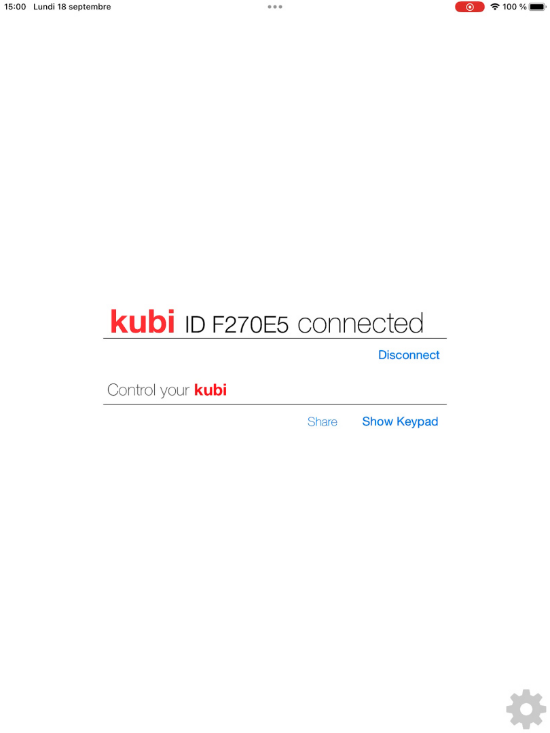 15:00 Lundi 18 septembre 100 %
kubi ID F270E5 connected
Disconnect
Control your kubi
Share Show Keypad